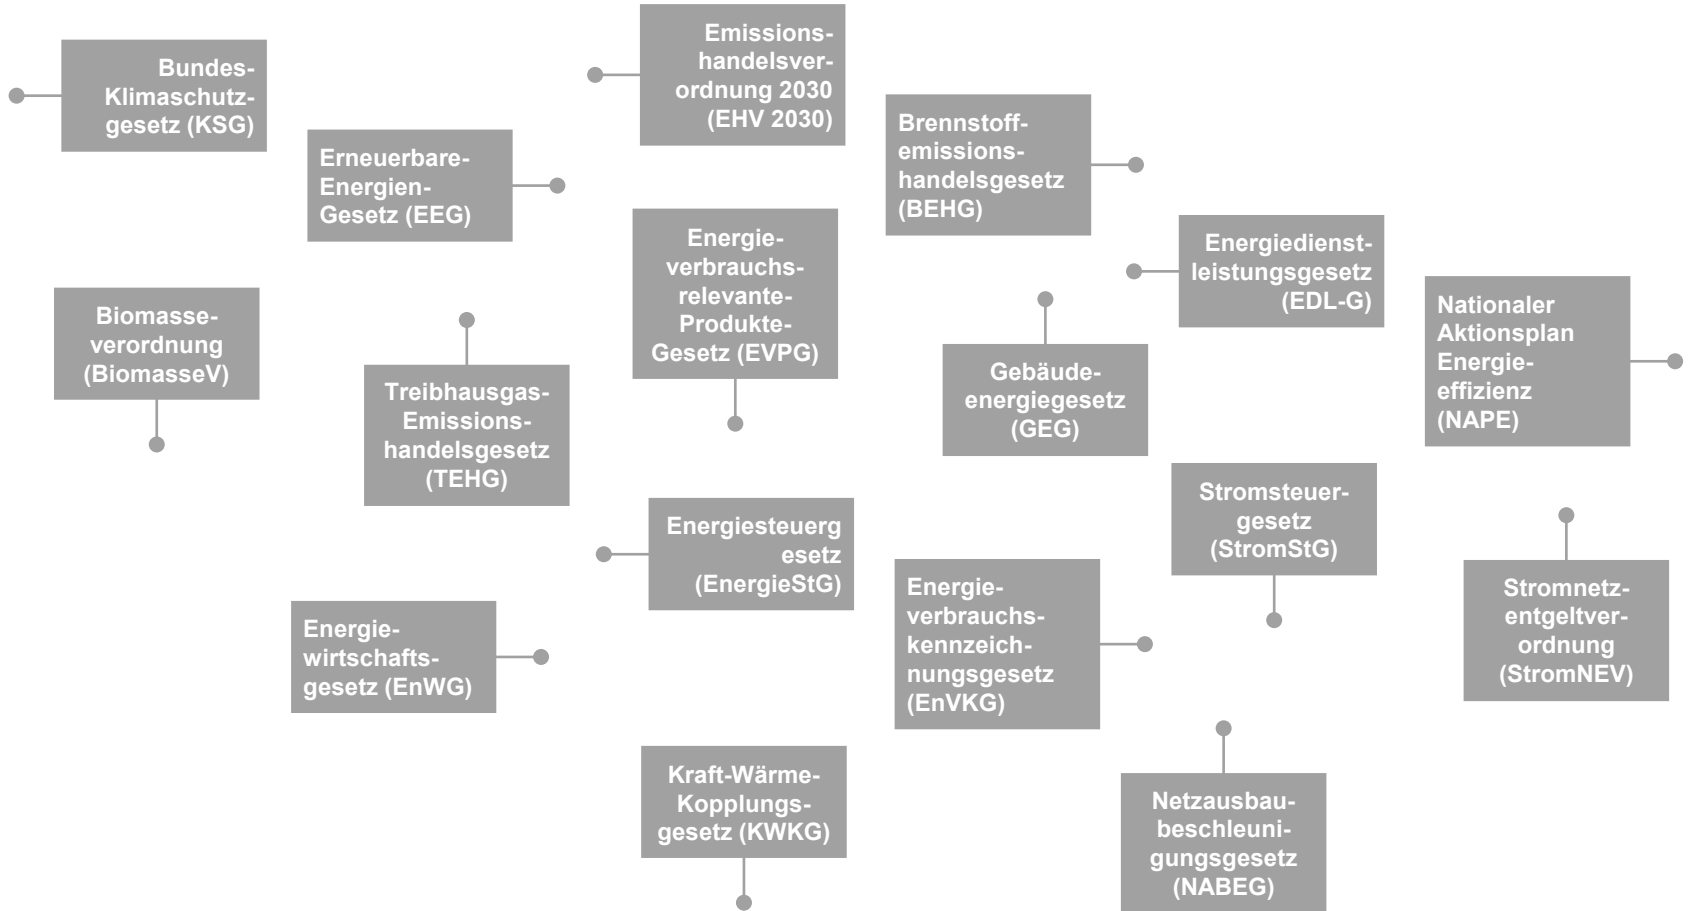 Bundes-
Klimaschutz-
gesetz (KSG)
Erneuerbare-
Energien-
Gesetz (EEG)
Emissions-
handelsver-
ordnung 2030
(EHV 2030)
Brennstoff-
emissions-
handelsgesetz
(BEHG)
Energiedienst-
leistungsgesetz
(EDL-G)
Nationaler
Aktionsplan
Energie-
effizienz
(NAPE)
Biomasse-
verordnung
(BiomasseV)
Treibhausgas-
Emissions-
handelsgesetz
(TEHG)
Energie-
verbrauchs-
relevante-
Produkte-
Gesetz (EVPG)
Gebäude-
energiegesetz
(GEG)
Stromsteuer-
gesetz
(StromStG)
Energiesteuerg
esetz
(EnergieStG)
Energie-
wirtschafts-
gesetz (EnWG)
Energie-
verbrauchs-
kennzeich-
nungsgesetz
(EnVKG)
Stromnetz-
entgeltver-
ordnung
(StromNEV)
Kraft-Wärme-
Kopplungs-
gesetz (KWKG)
Netzausbau-
beschleuni-
gungsgesetz
(NABEG)